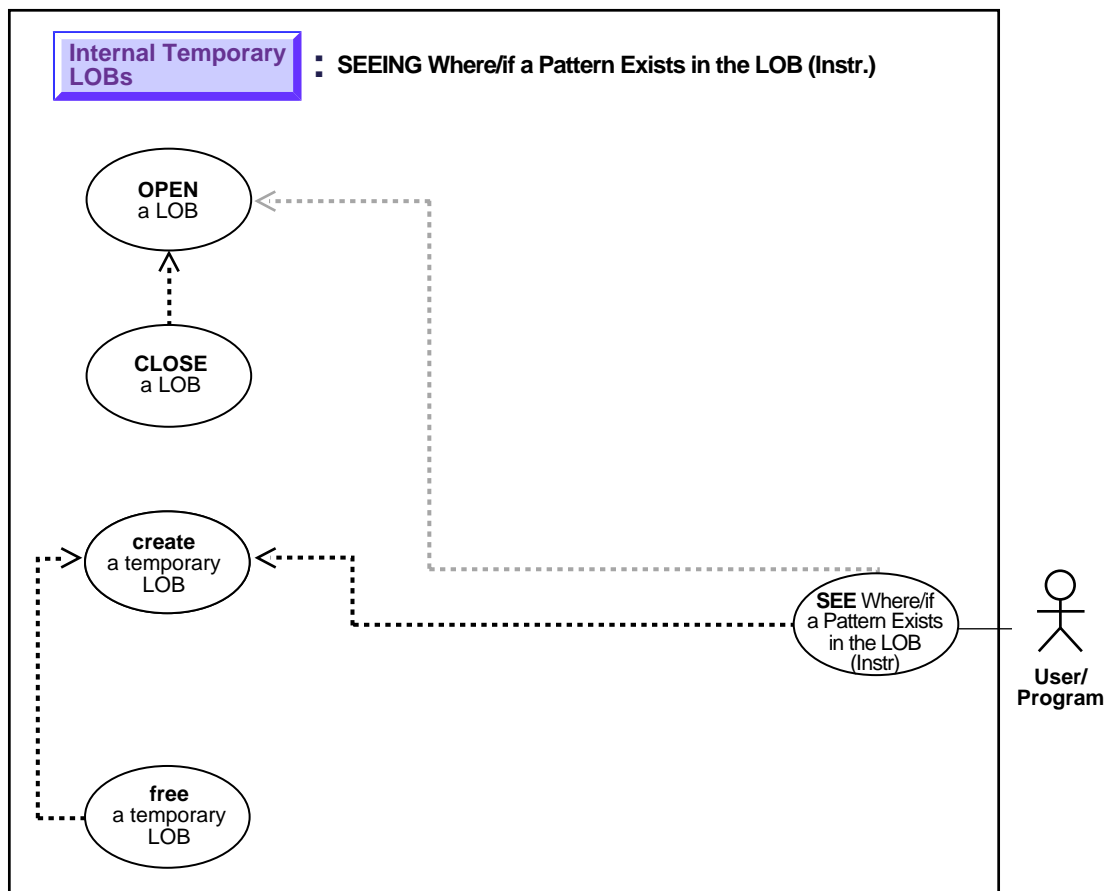 Internal Temporary
LOBs
: SEEING Where/if a Pattern Exists in the LOB (Instr.)
OPEN
a LOB
CLOSE
a LOB
create
a temporary
LOB
SEE Where/if
a Pattern Exists
in the LOB
(Instr)
User/
Program
free
a temporary
LOB